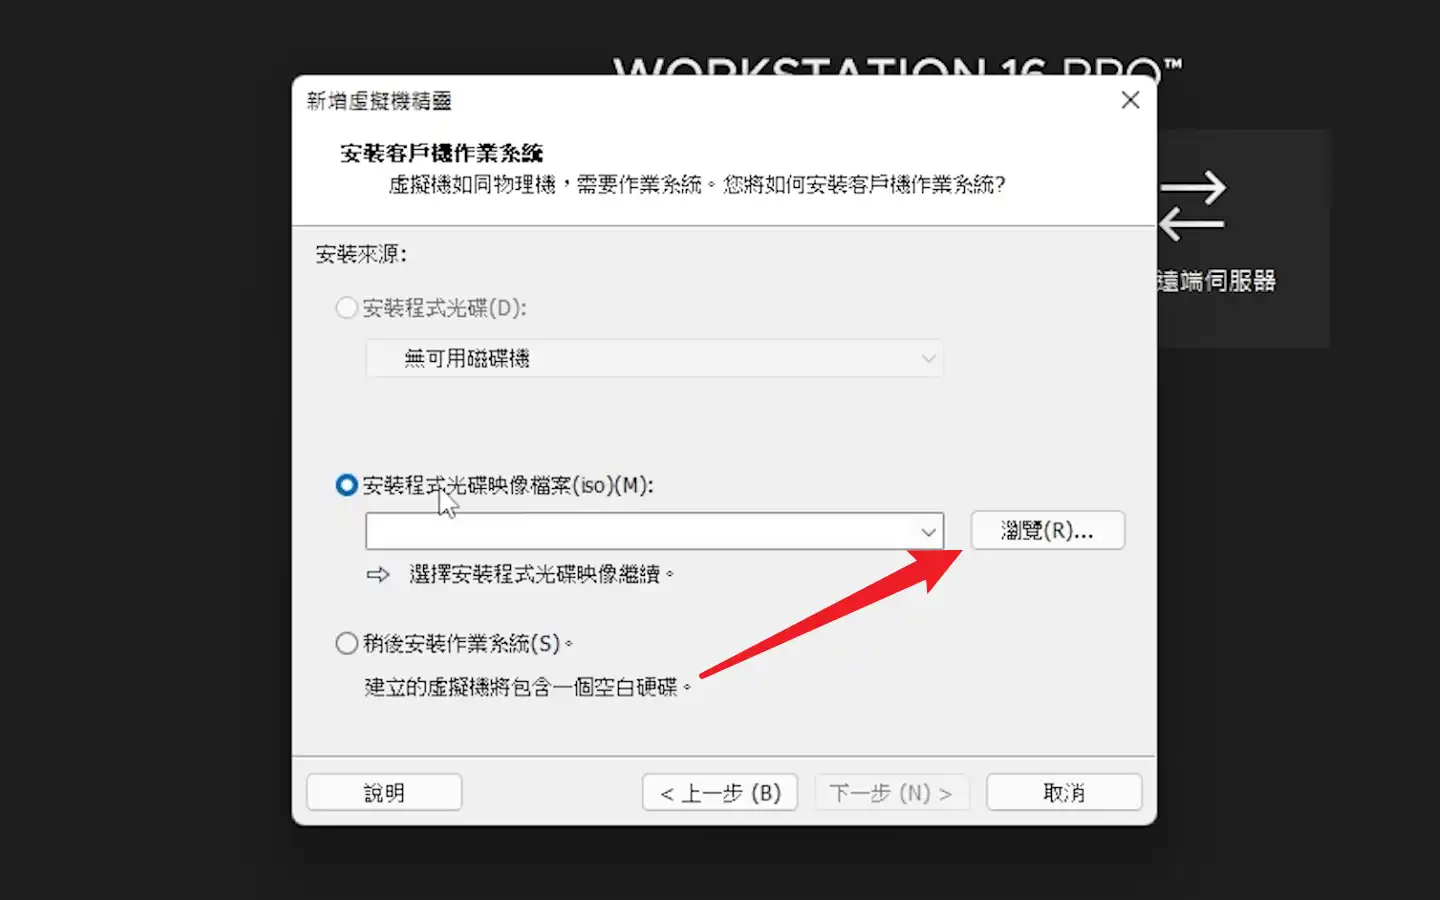 WORKSTATION 16 PRO™
新增虛擬機精靈
安裝客戶機作業系統
虛擬機如同物理機，需要作業系統。您將如何安裝客戶機作業系統?
安裝來源:
遠端伺服器
安裝程式光碟(D):
無可用磁碟機
安裝程式光碟映像檔案(iso)(M):
瀏覽(R)...
⇨ 選擇安裝程式光碟映像繼續。
稍後安裝作業系統(S)。
建立的虛擬機將包含一個空白硬碟。
說明
< 上一步 (B)
下一步 (N) >
取消